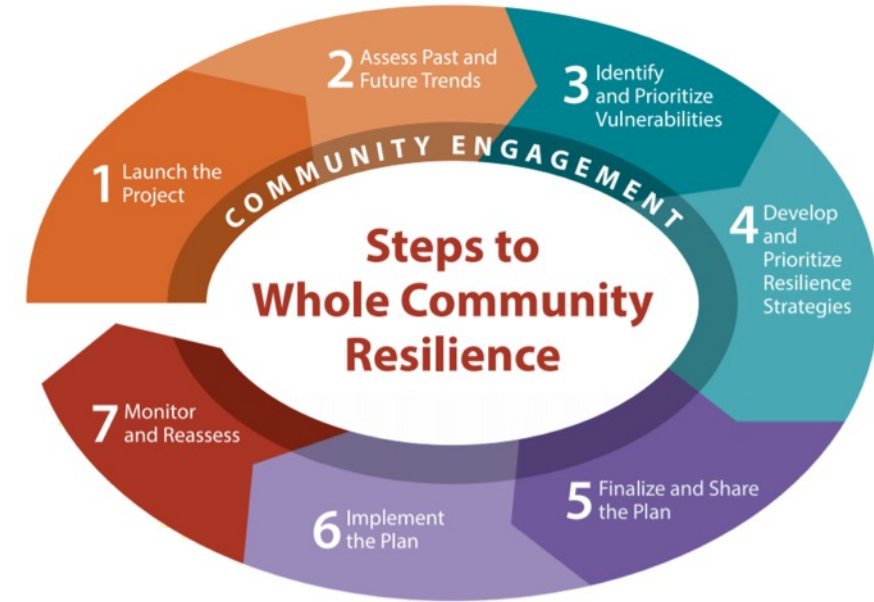 Steps to
Whole Community
Resilience
COMMUNITY ENGAGEMENT
1 Launch the
Project
2 Assess Past and
Future Trends
3 Identify
and Prioritize
Vulnerabilities
4 Develop
and
Prioritize
Resilience
Strategies
5 Finalize and Share
the Plan
6 Implement
the Plan
7 Monitor
and Reassess